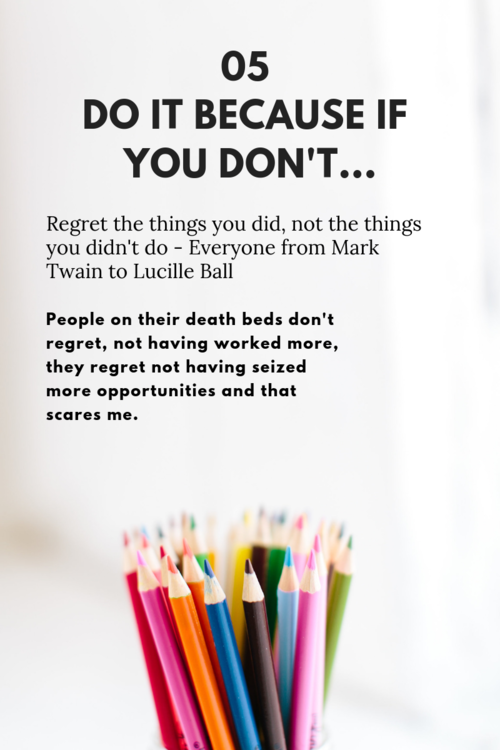 05
DO IT BECAUSE IF
YOU DON'T...
Regret the things you did, not the things
you didn't do - Everyone from Mark
Twain to Lucille Ball
People on their death beds don't
regret, not having worked more,
they regret not having seized
more opportunities and that
scares me.